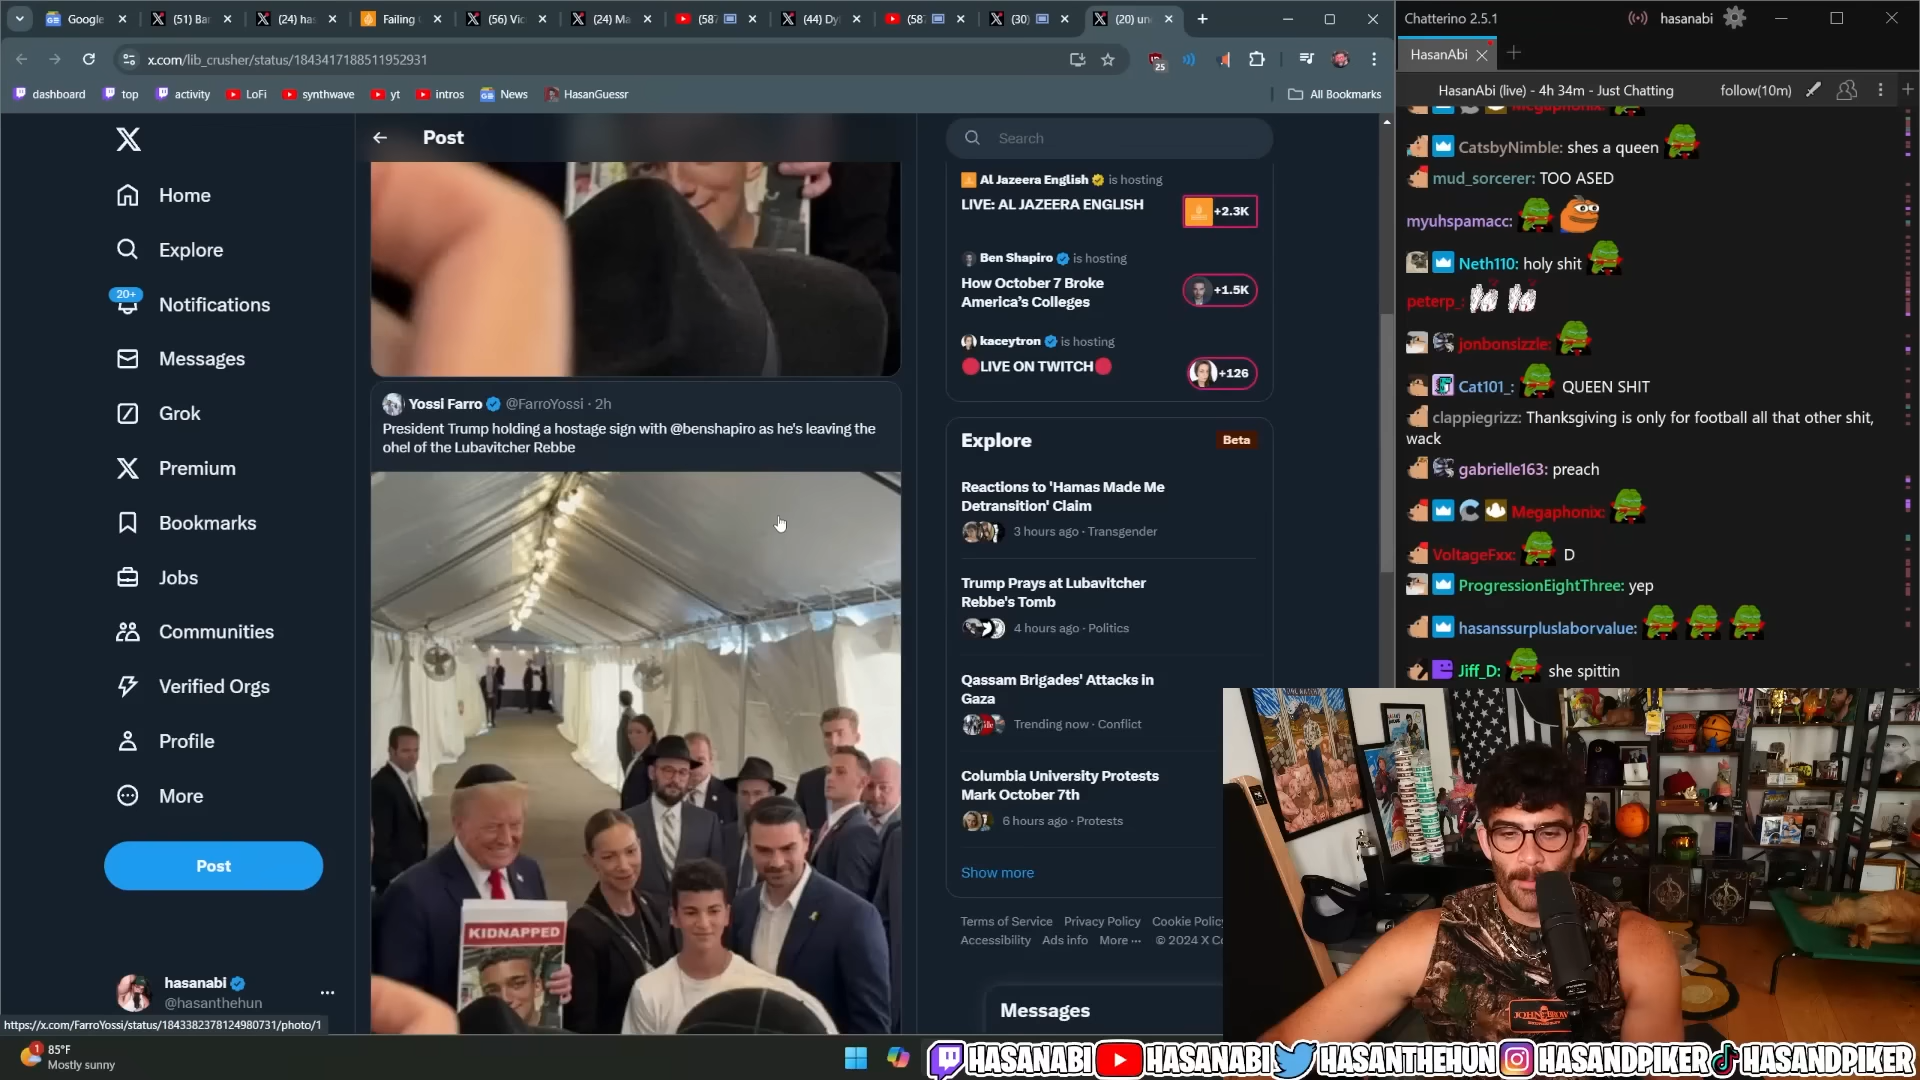 Google
(51) Bar
(24) has
Failing
(56) Vic
(24) Ma
(587
(44) Dy
(58
(30)
(20) un
x.com/lib_crusher/status/1843417188511952931
25
dashboard
top
activity
LoFi
synthwave
yt
intros
News
HasanGuessr
All Bookmarks
Home
Explore
20+
Notifications
Messages
Grok
Premium
Bookmarks
Jobs
Communities
Verified Orgs
Profile
More
Post
hasanabi
@hasanthehun
https://x.com/FarroYossi/status/1843382378124980731/photo/1
Post
Yossi Farro @FarroYossi · 2h
President Trump holding a hostage sign with @benshapiro as he's leaving the
ohel of the Lubavitcher Rebbe
KIDNAPPED
Search
Al Jazeera English is hosting
LIVE: AL JAZEERA ENGLISH
+2.3K
Ben Shapiro is hosting
How October 7 Broke
America's Colleges
+1.5K
kaceytron is hosting
LIVE ON TWITCH
+126
Explore
Beta
Reactions to 'Hamas Made Me
Detransition' Claim
3 hours ago · Transgender
Trump Prays at Lubavitcher
Rebbe's Tomb
4 hours ago · Politics
Qassam Brigades' Attacks in
Gaza
Trending now · Conflict
Columbia University Protests
Mark October 7th
6 hours ago · Protests
Show more
Terms of Service Privacy Policy Cookie Policy
Accessibility Ads info More ··· © 2024 X Co
Messages
Chatterino 2.5.1
hasanabi
HasanAbi
HasanAbi (live) - 4h 34m - Just Chatting
follow(10m)
Megaphonix:
CatsbyNimble: shes a queen
mud_sorcerer: TOO ASED
myuhspamacc:
Neth110: holy shit
peterp_:
jonbonsizzle:
Cat101_: QUEEN SHIT
clappiegrizz: Thanksgiving is only for football all that other shit,
wack
gabrielle163: preach
Megaphonix:
VoltageFxx: D
ProgressionEightThree: yep
hasanssurpluslaborvalue:
Jiff_D: she spittin
JOHN BROWN
1
85°F
Mostly sunny
HASANABI
HASANABI
HASANTHEHUN
HASANDPIKER
HASANDPIKER